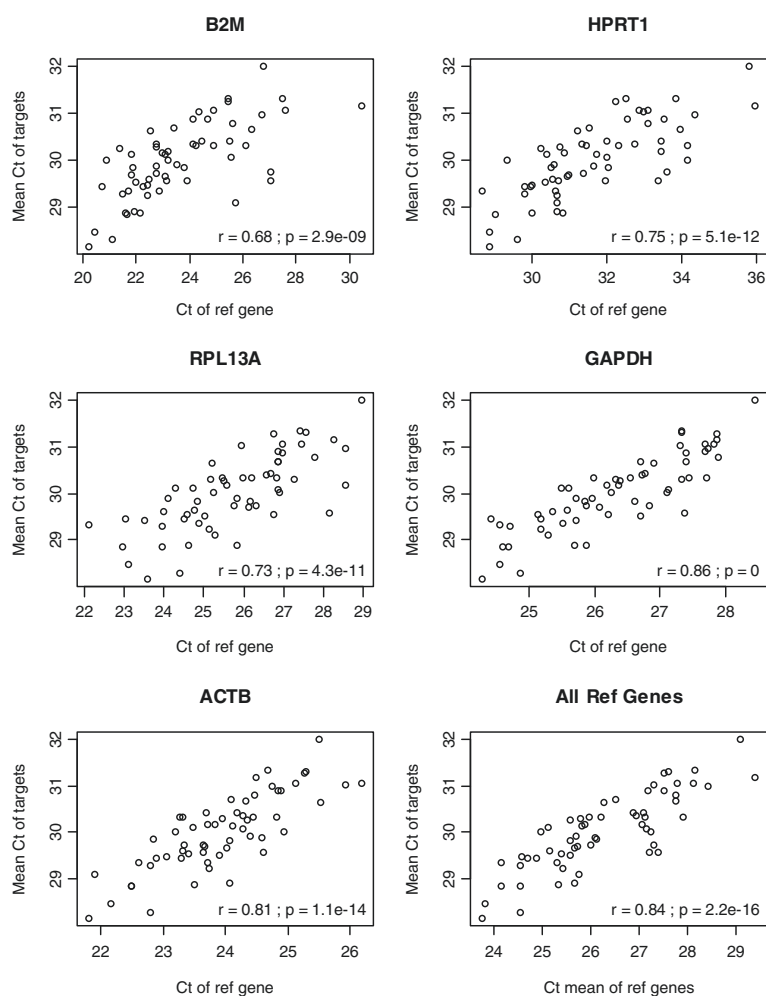 B2M
Mean Ct of targets
32
31
30
29
r = 0.68 ; p = 2.9e-09
20 22 24 26 28 30
Ct of ref gene
HPRT1
Mean Ct of targets
32
31
30
29
r = 0.75 ; p = 5.1e-12
30 32 34 36
Ct of ref gene
RPL13A
Mean Ct of targets
32
31
30
29
r = 0.73 ; p = 4.3e-11
22 23 24 25 26 27 28 29
Ct of ref gene
GAPDH
Mean Ct of targets
32
31
30
29
r = 0.86 ; p = 0
25 26 27 28
Ct of ref gene
ACTB
Mean Ct of targets
32
31
30
29
r = 0.81 ; p = 1.1e-14
22 23 24 25 26
Ct of ref gene
All Ref Genes
Mean Ct of targets
32
31
30
29
r = 0.84 ; p = 2.2e-16
24 25 26 27 28 29
Ct mean of ref genes